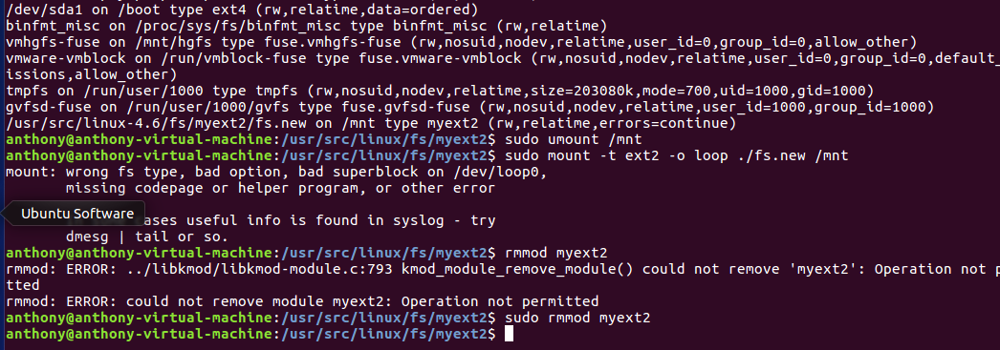 /dev/sda1 on /boot type ext4 (rw,relatime,data=ordered)
binfmt_misc on /proc/sys/fs/binfmt_misc type binfmt_misc (rw,relatime)
vmhgfs-fuse on /mnt/hgfs type fuse.vmhgfs-fuse (rw,nosuid,nodev,relatime,user_id=0,group_id=0,allow_other)
vmware-vmblock on /run/vmblock-fuse type fuse.vmware-vmblock (rw,nosuid,nodev,relatime,user_id=0,group_id=0,default_
issions,allow_other)
tmpfs on /run/user/1000 type tmpfs (rw,nosuid,nodev,relatime,size=203080k,mode=700,uid=1000,gid=1000)
gvfsd-fuse on /run/user/1000/gvfs type fuse.gvfsd-fuse (rw,nosuid,nodev,relatime,user_id=1000,group_id=1000)
/usr/src/linux-4.6/fs/myext2/fs.new on /mnt type myext2 (rw,relatime,errors=continue)
anthony@anthony-virtual-machine:/usr/src/linux/fs/myext2$ sudo umount /mnt
anthony@anthony-virtual-machine:/usr/src/linux/fs/myext2$ sudo mount -t ext2 -o loop ./fs.new /mnt
mount: wrong fs type, bad option, bad superblock on /dev/loop0,
missing codepage or helper program, or other error
Ubuntu Software
cases useful info is found in syslog - try
dmesg | tail or so.
anthony@anthony-virtual-machine:/usr/src/linux/fs/myext2$ rmmod myext2
rmmod: ERROR: ../libkmod/libkmod-module.c:793 kmod_module_remove_module() could not remove 'myext2': Operation not p
tted
rmmod: ERROR: could not remove module myext2: Operation not permitted
anthony@anthony-virtual-machine:/usr/src/linux/fs/myext2$ sudo rmmod myext2
anthony@anthony-virtual-machine:/usr/src/linux/fs/myext2$